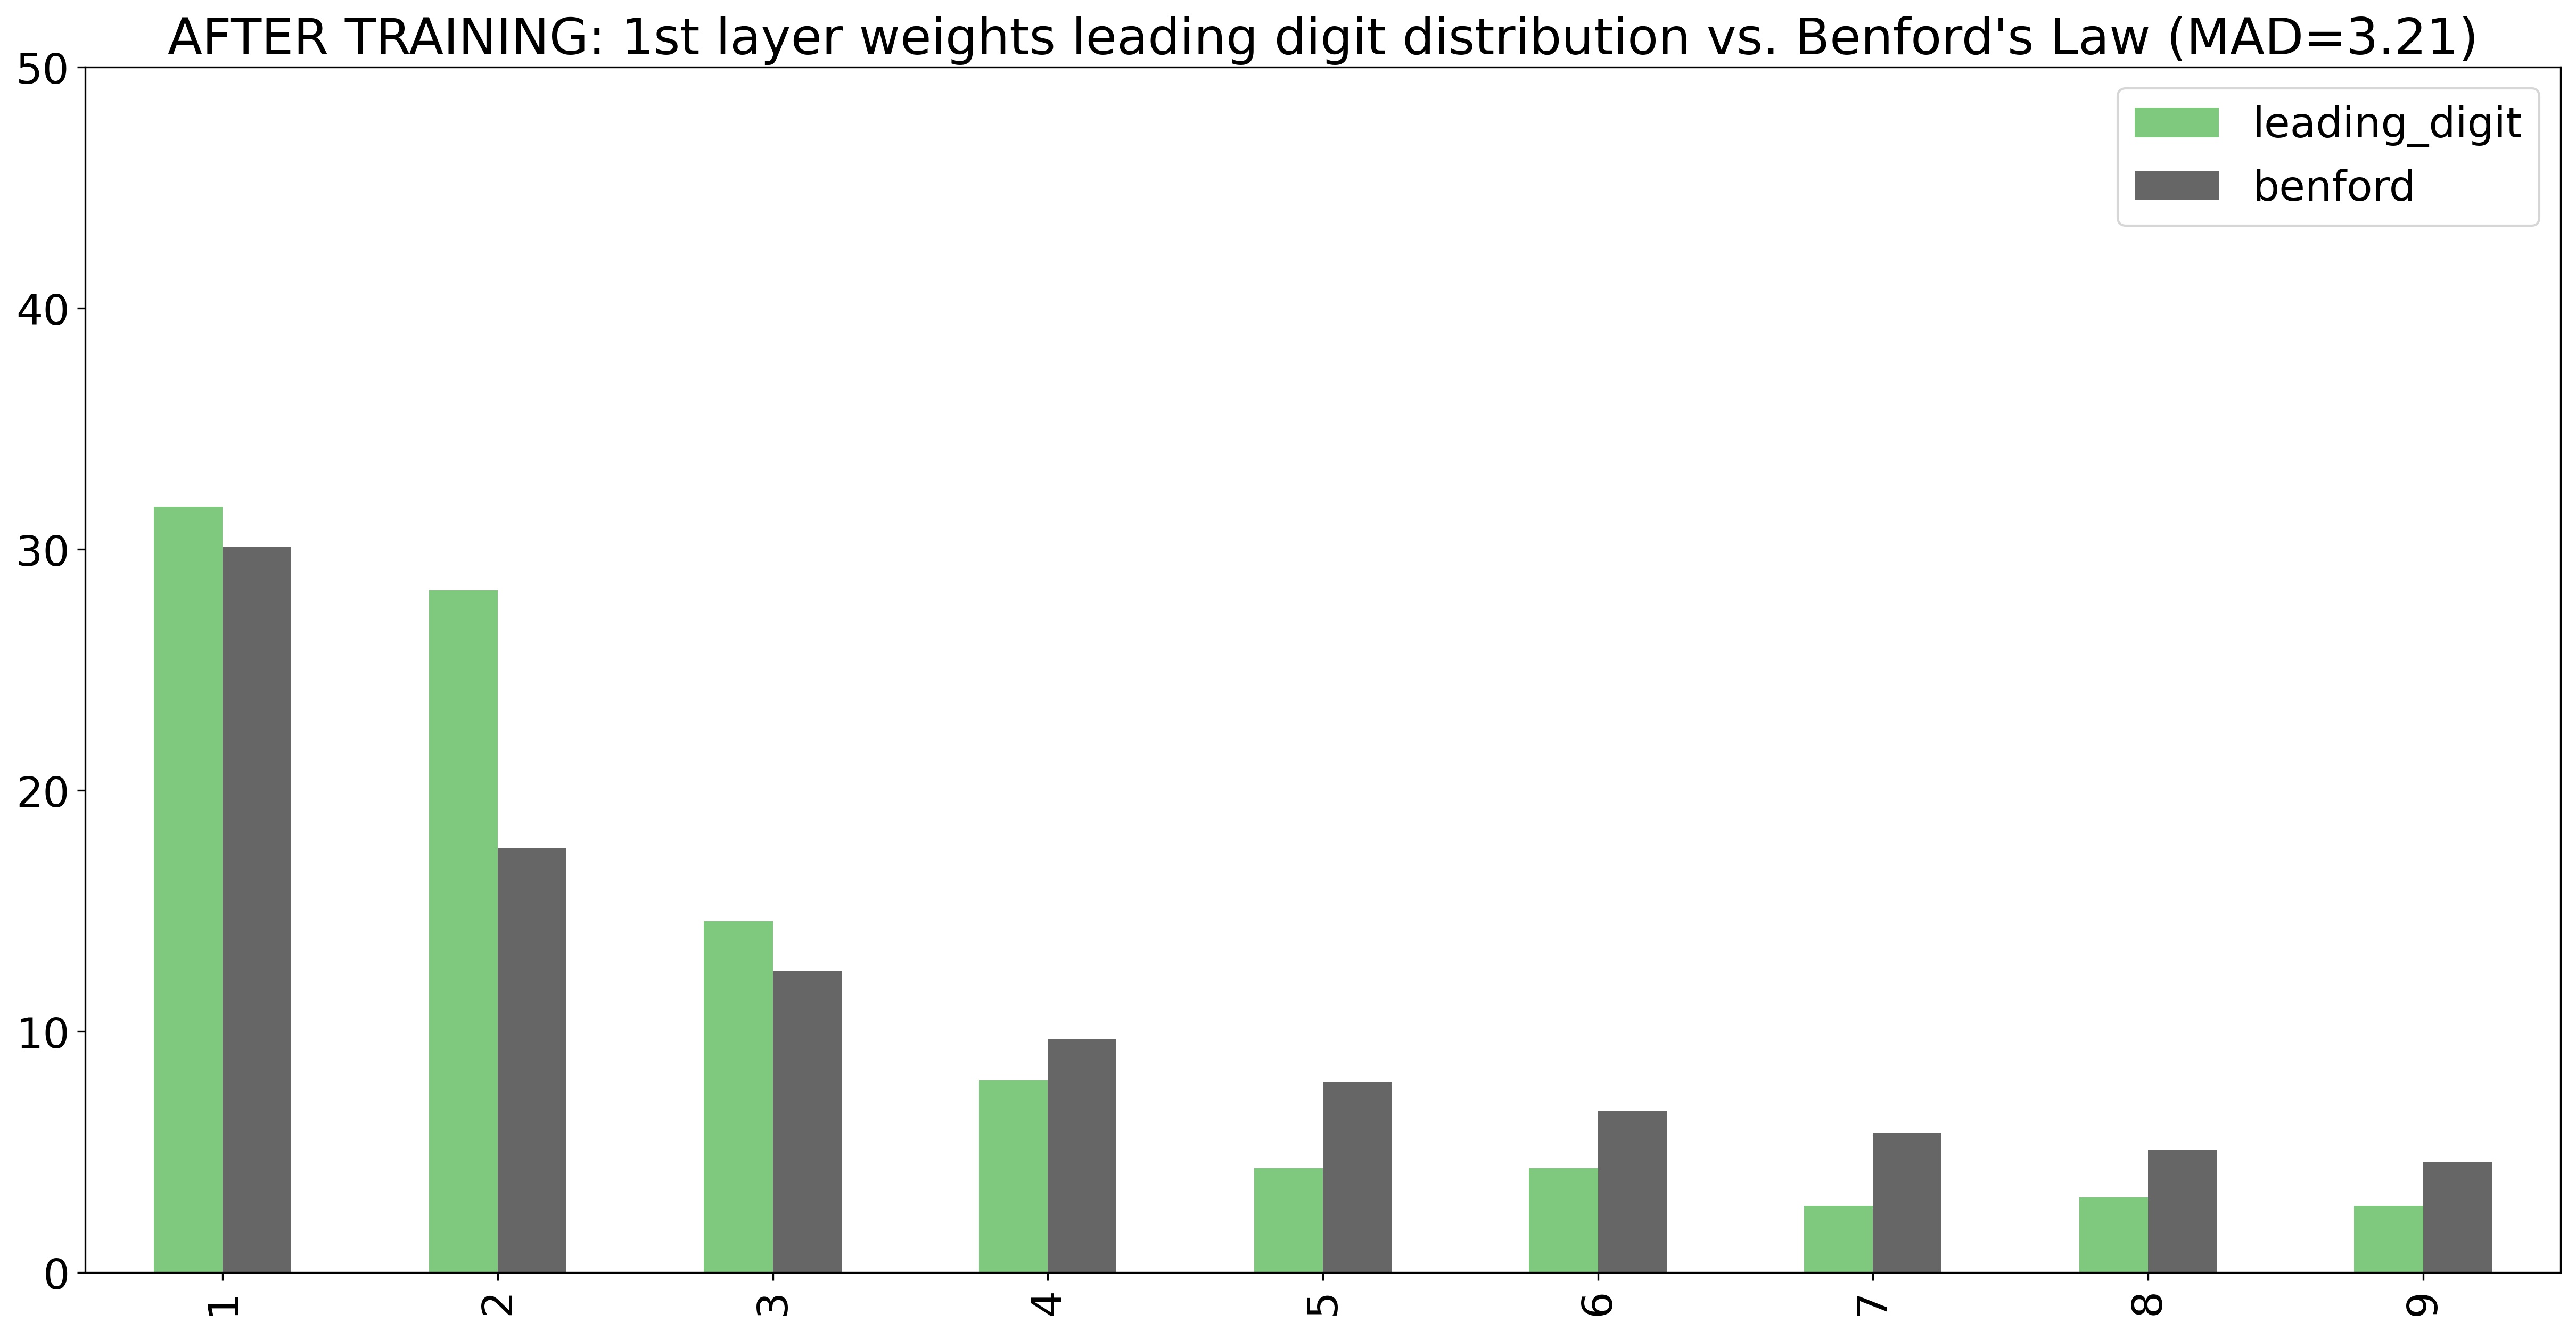 AFTER TRAINING: 1st layer weights leading digit distribution vs. Benford's Law (MAD=3.21)
50
40
30
20
10
0
leading_digit
benford
1 2 3 4 5 6 7 8 9